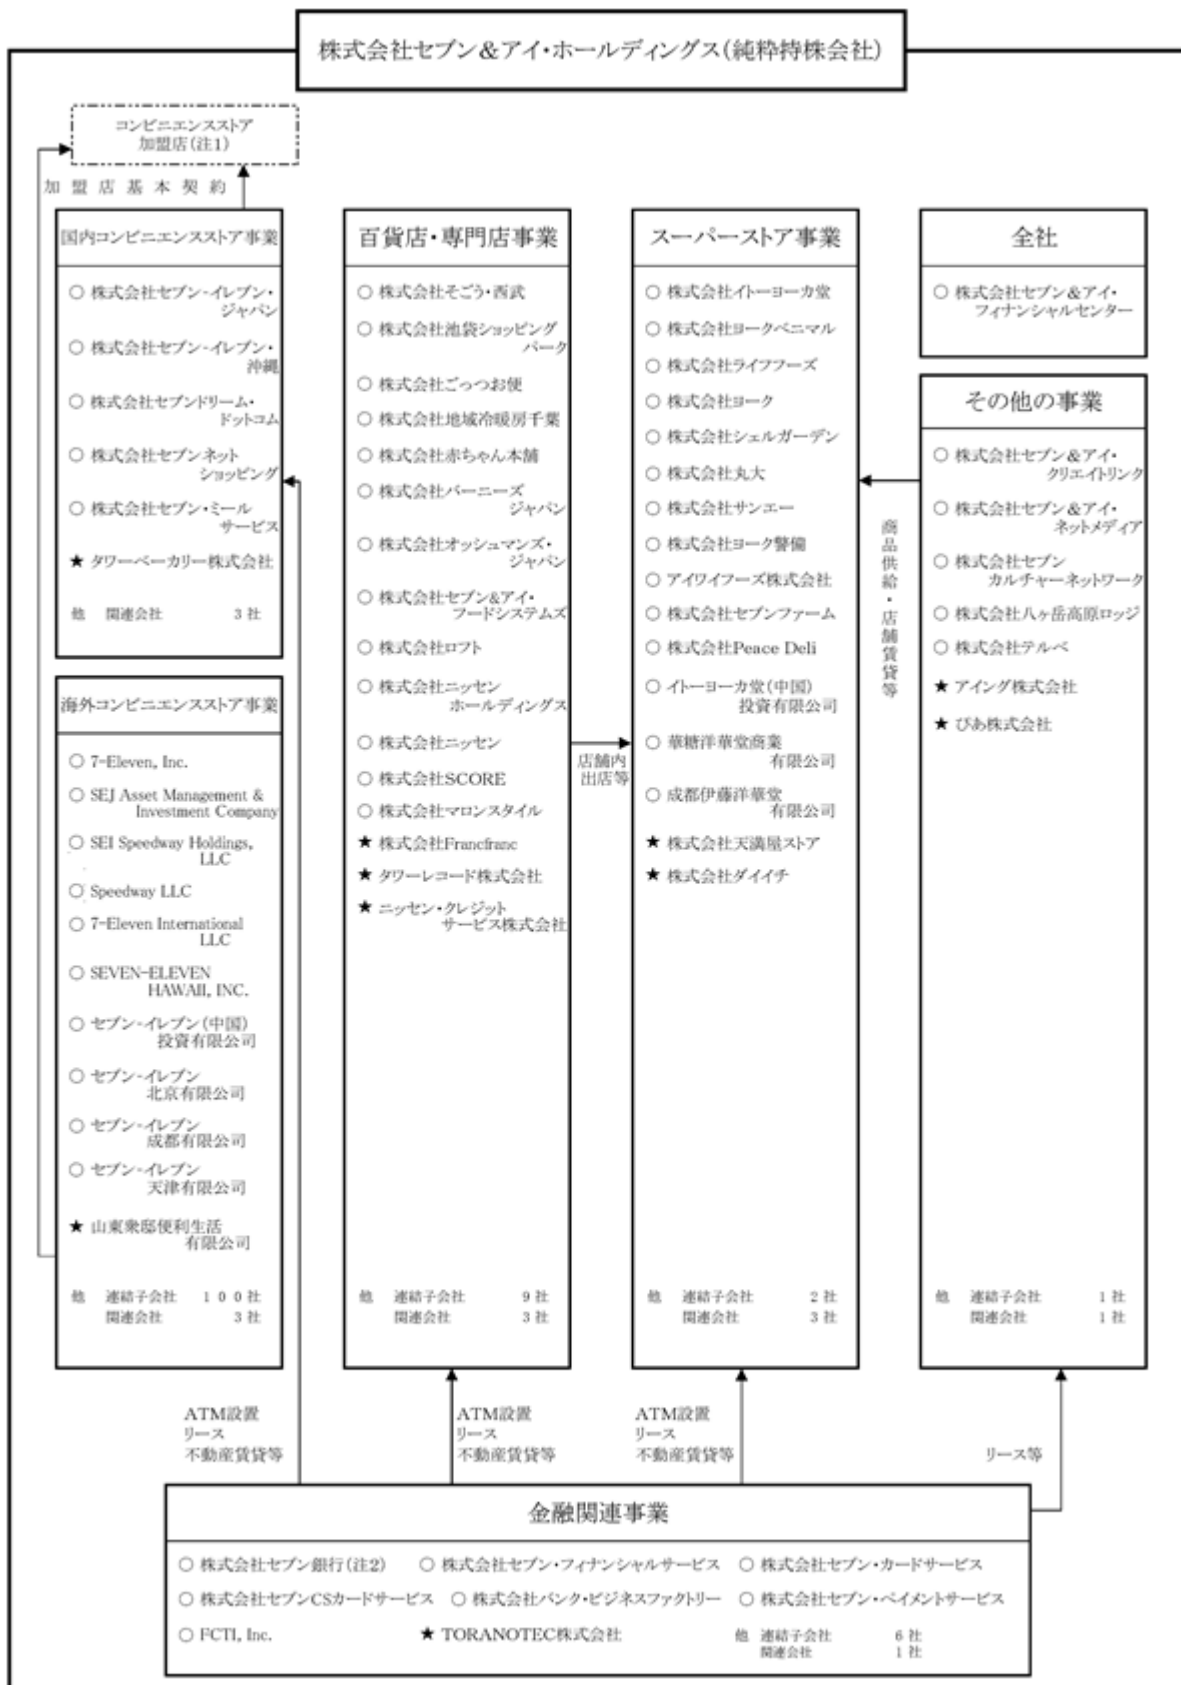 株式会社セブン&アイ・ホールディングス(純粋持株会社)
コンビニエンスストア
加盟店(注1)
加盟店基本契約
国内コンビニエンスストア事業
○ 株式会社セブン-イレブン・
ジャパン
○ 株式会社セブン-イレブン・
沖縄
○ 株式会社セブンドリーム・
ドットコム
○ 株式会社セブンネット
ショッピング
○ 株式会社セブン・ミール
サービス
★ タワーベーカリー株式会社
他 関連会社 3社
海外コンビニエンスストア事業
○ 7-Eleven, Inc.
○ SEJ Asset Management &
Investment Company
○ SEI Speedway Holdings,
LLC
○ Speedway LLC
○ 7-Eleven International
LLC
○ SEVEN-ELEVEN
HAWAII, INC.
○ セブン-イレブン(中国)
投資有限公司
○ セブン-イレブン
北京有限公司
○ セブン-イレブン
成都有限公司
○ セブン-イレブン
天津有限公司
★ 山東衆邸便利生活
有限公司
他 連結子会社 100社
関連会社 3社
百貨店・専門店事業
○ 株式会社そごう・西武
○ 株式会社池袋ショッピング
パーク
○ 株式会社ごっつお便
○ 株式会社地域冷暖房千葉
○ 株式会社赤ちゃん本舗
○ 株式会社バーニーズ
ジャパン
○ 株式会社オッシュマンズ・
ジャパン
○ 株式会社セブン&アイ・
フードシステムズ
○ 株式会社ロフト
○ 株式会社ニッセン
ホールディングス
○ 株式会社ニッセン
○ 株式会社SCORE
○ 株式会社マロンスタイル
★ 株式会社Francfranc
★ タワーレコード株式会社
★ ニッセン・クレジット
サービス株式会社
他 連結子会社 9社
関連会社 3社
店舗内
出店等
スーパーストア事業
○ 株式会社イトーヨーカ堂
○ 株式会社ヨークベニマル
○ 株式会社ライフフーズ
○ 株式会社ヨーク
○ 株式会社シェルガーデン
○ 株式会社丸大
○ 株式会社サンエー
○ 株式会社ヨーク警備
○ アイワイフーズ株式会社
○ 株式会社セブンファーム
○ 株式会社Peace Deli
○ イトーヨーカ堂(中国)
投資有限公司
○ 華糖洋華堂商業
有限公司
○ 成都伊藤洋華堂
有限公司
★ 株式会社天満屋ストア
★ 株式会社ダイイチ
他 連結子会社 2社
関連会社 3社
商品供給・店舗賃貸等
全社
○ 株式会社セブン&アイ・
フィナンシャルセンター
その他の事業
○ 株式会社セブン&アイ・
クリエイトリンク
○ 株式会社セブン&アイ・
ネットメディア
○ 株式会社セブン
カルチャーネットワーク
○ 株式会社八ヶ岳高原ロッジ
○ 株式会社テルベ
★ アイング株式会社
★ ぴあ株式会社
他 連結子会社 1社
関連会社 1社
ATM設置
リース
不動産賃貸等
ATM設置
リース
不動産賃貸等
ATM設置
リース
不動産賃貸等
リース等
金融関連事業
○ 株式会社セブン銀行(注2) ○ 株式会社セブン・フィナンシャルサービス ○ 株式会社セブン・カードサービス
○ 株式会社セブンCSカードサービス ○ 株式会社バンク・ビジネスファクトリー ○ 株式会社セブン・ペイメントサービス
○ FCTI, Inc. ★ TORANOTEC株式会社 他 連結子会社 6社
関連会社 1社